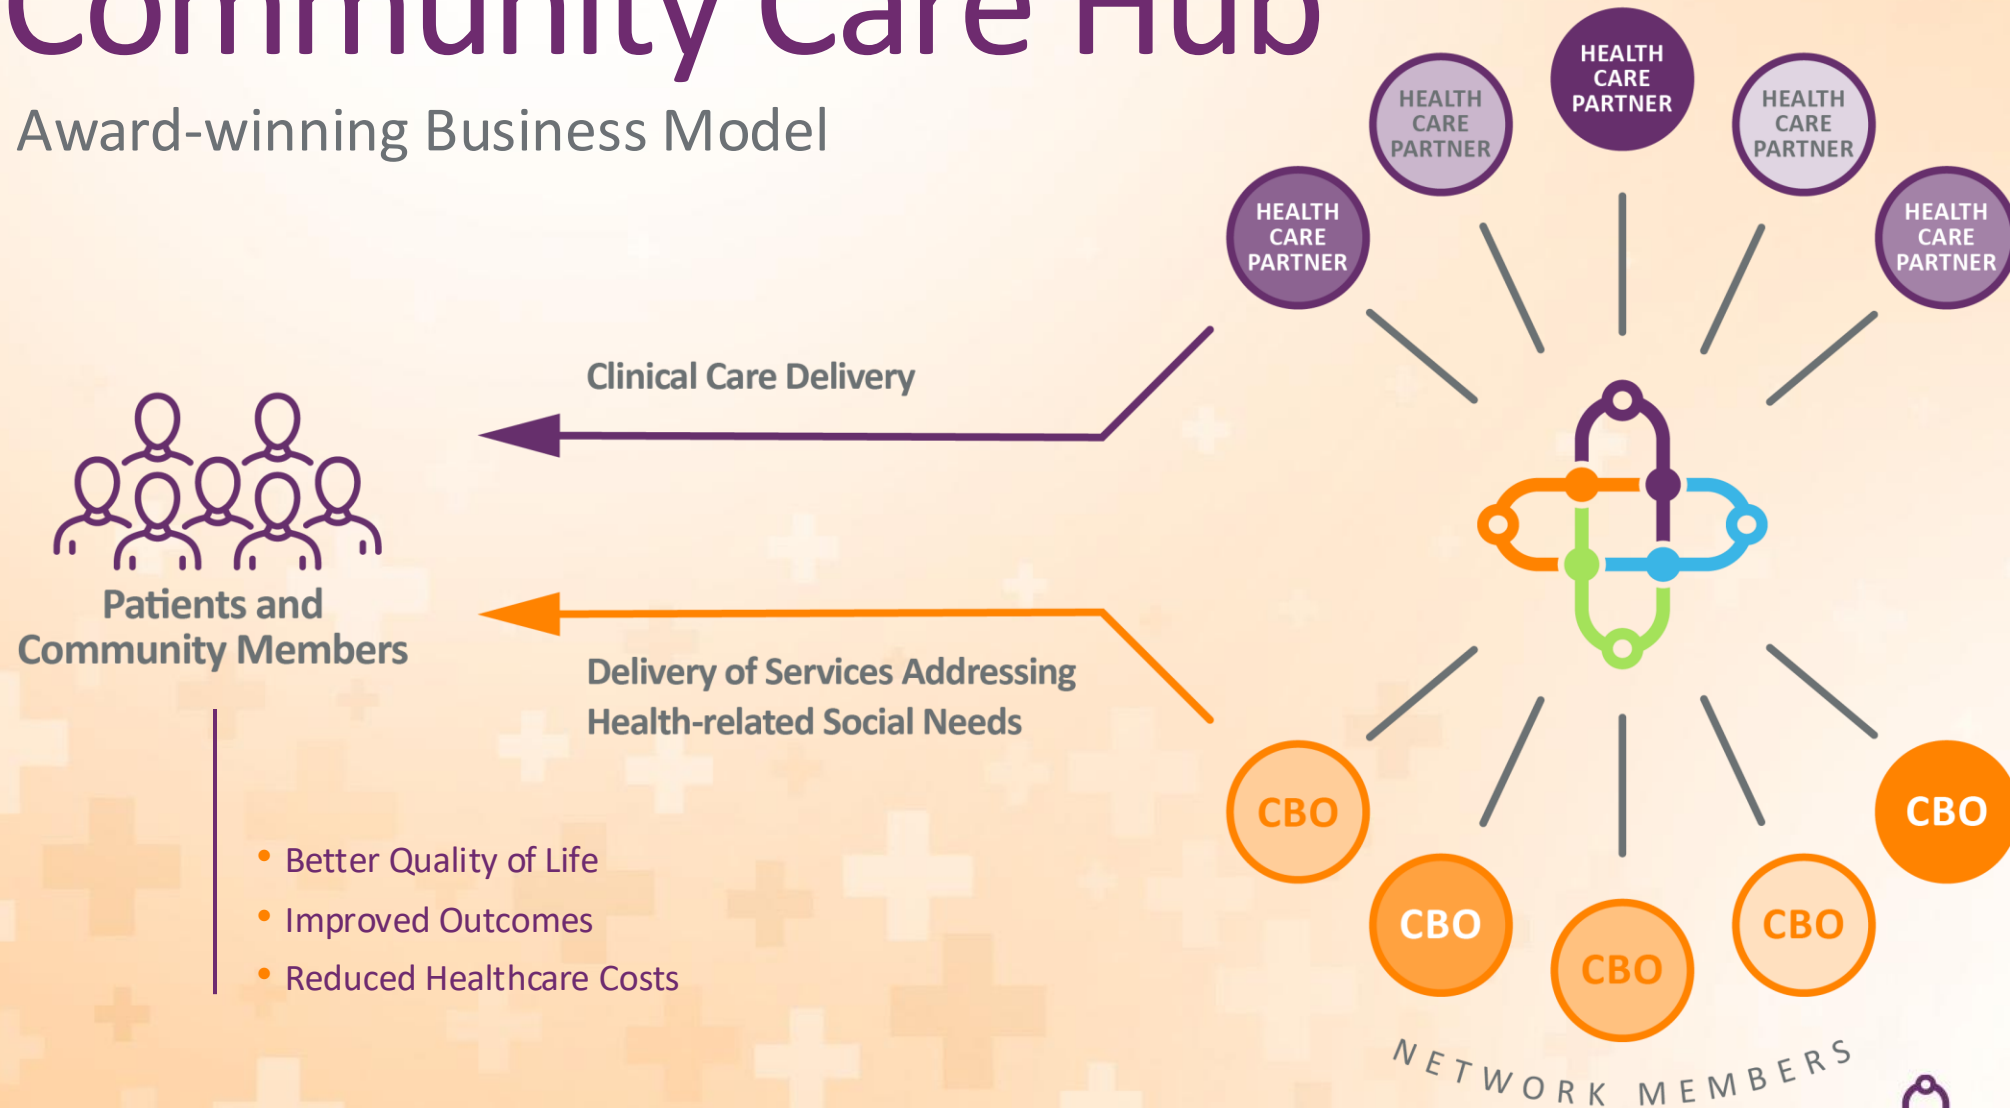 Community Care Hub
Award-winning Business Model
HEALTH
CARE
PARTNER
HEALTH
CARE
PARTNER
HEALTH
CARE
PARTNER
HEALTH
CARE
PARTNER
HEALTH
CARE
PARTNER
Clinical Care Delivery
Patients and
Community Members
Delivery of Services Addressing
Health-related Social Needs
• Better Quality of Life
• Improved Outcomes
• Reduced Healthcare Costs
CBO
CBO
CBO
CBO
CBO
NETWORK MEMBERS